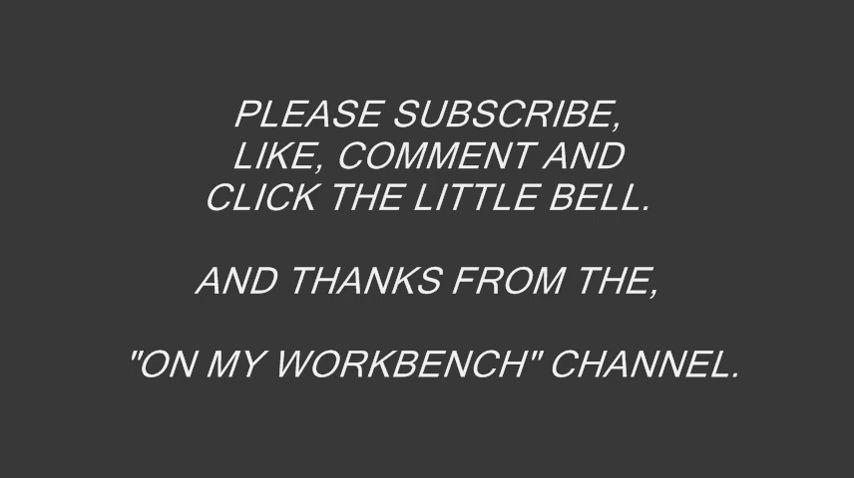 PLEASE SUBSCRIBE,
LIKE, COMMENT AND
CLICK THE LITTLE BELL.
AND THANKS FROM THE,
"ON MY WORKBENCH" CHANNEL.